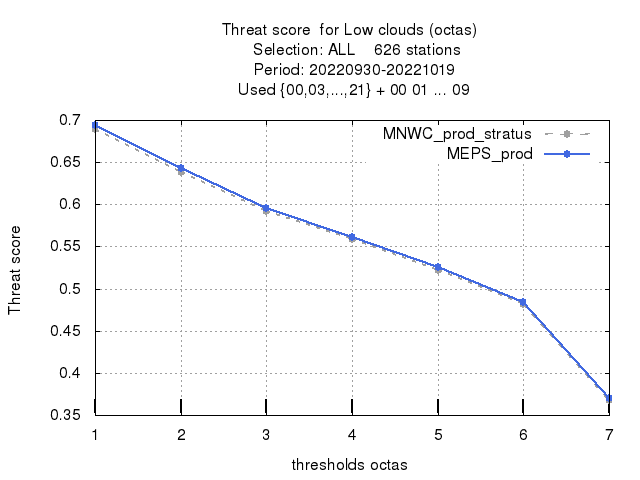 Threat score  for Low clouds (octas)
Selection: ALL    626 stations
Period: 20220930-20221019
Used {00,03,...,21} + 00 01 ... 09
MNWC_prod_stratus
MEPS_prod
Threat score
0.7
0.65
0.6
0.55
0.5
0.45
0.4
0.35
1 2 3 4 5 6 7
thresholds octas